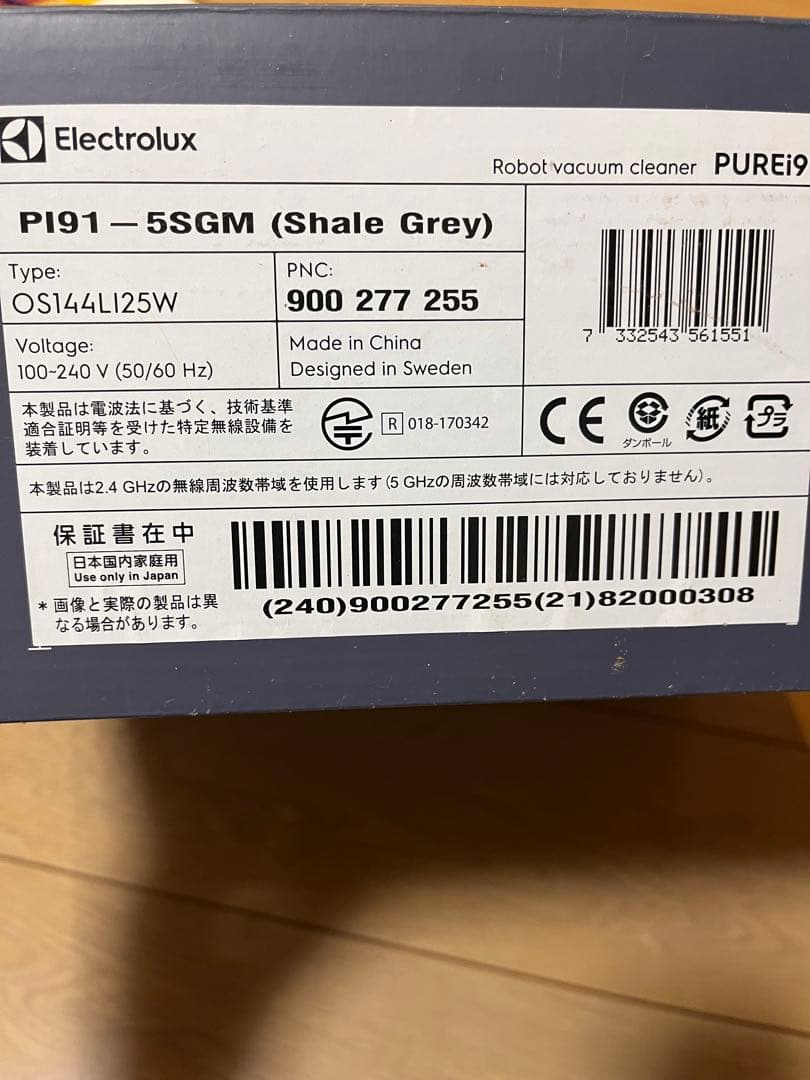 Electrolux
Robot vacuum cleaner PUREi9
PI91 – 5SGM (Shale Grey)
Type:
OS144LI25W
PNC:
900 277 255
7 332543 561551
Voltage:
100~240 V (50/60 Hz)
Made in China
Designed in Sweden
本製品は電波法に基づく、技術基準
適合証明等を受けた特定無線設備を
装着しています。
R 018-170342
CE
ダンボール
紙
プラ
本製品は2.4 GHzの無線周波数帯域を使用します(5 GHzの周波数帯域には対応しておりません)。
保証書在中
日本国内家庭用
Use only in Japan
* 画像と実際の製品は異
なる場合があります。
(240)900277255(21)82000308